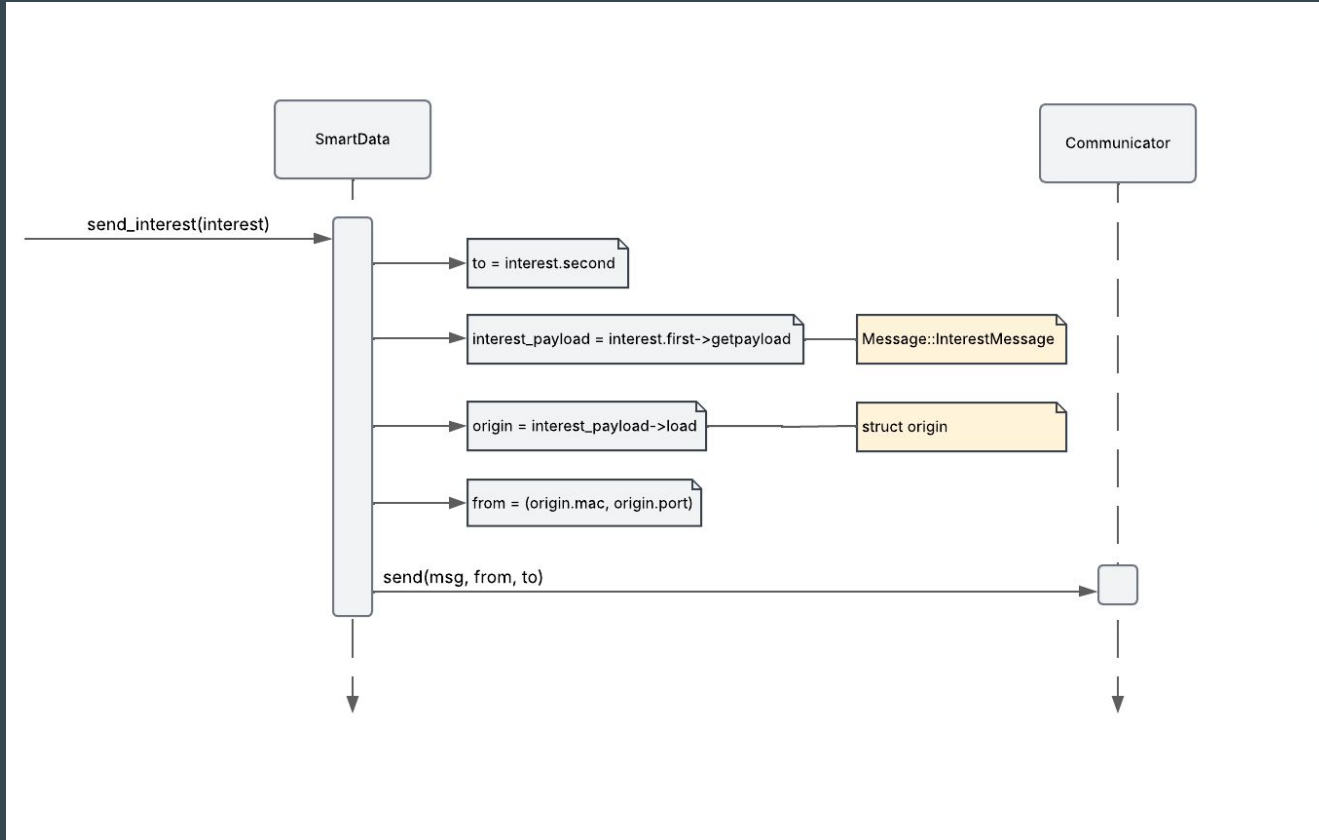 SmartData
Communicator
send_interest(interest)
to = interest.second
interest_payload = interest.first->getpayload
Message::InterestMessage
origin = interest_payload->load
struct origin
from = (origin.mac, origin.port)
send(msg, from, to)